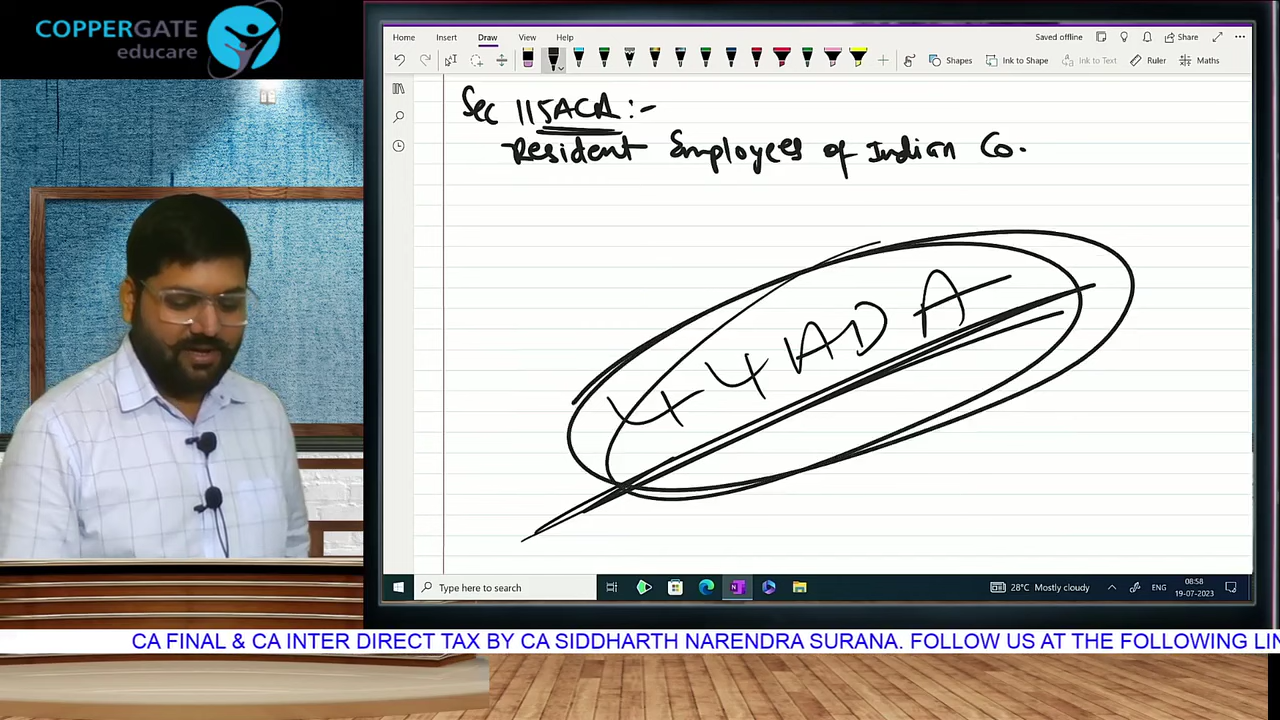 COPPERGATE
educare
Home Insert Draw View Help
Saved offline
Share
Shapes
Ink to Shape
Ink to Text
Ruler
Maths
Sec 115ACA :-
Resident Employees of Indian Co.
44ADA
Type here to search
28°C Mostly cloudy
ENG
08:58
19-07-2023
CA FINAL & CA INTER DIRECT TAX BY CA SIDDHARTH NARENDRA SURANA. FOLLOW US AT THE FOLLOWING LIN